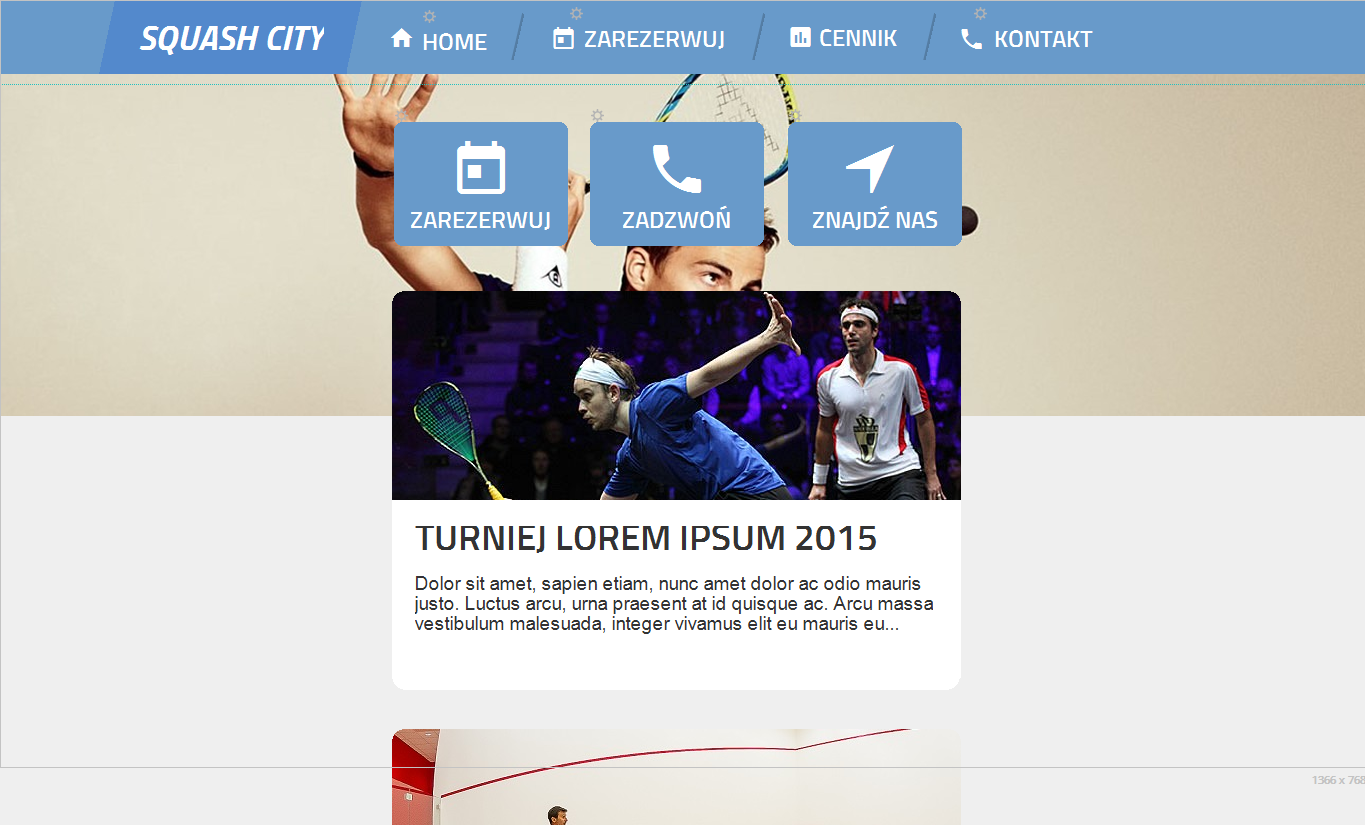 SQUASH CITY
HOME
ZAREZERWUJ
CENNIK
KONTAKT
ZAREZERWUJ
ZADZWOŃ
ZNAJDŹ NAS
TURNIEJ LOREM IPSUM 2015
Dolor sit amet, sapien etiam, nunc amet dolor ac odio mauris
justo. Luctus arcu, urna praesent at id quisque ac. Arcu massa
vestibulum malesuada, integer vivamus elit eu mauris eu...
1366 x 768